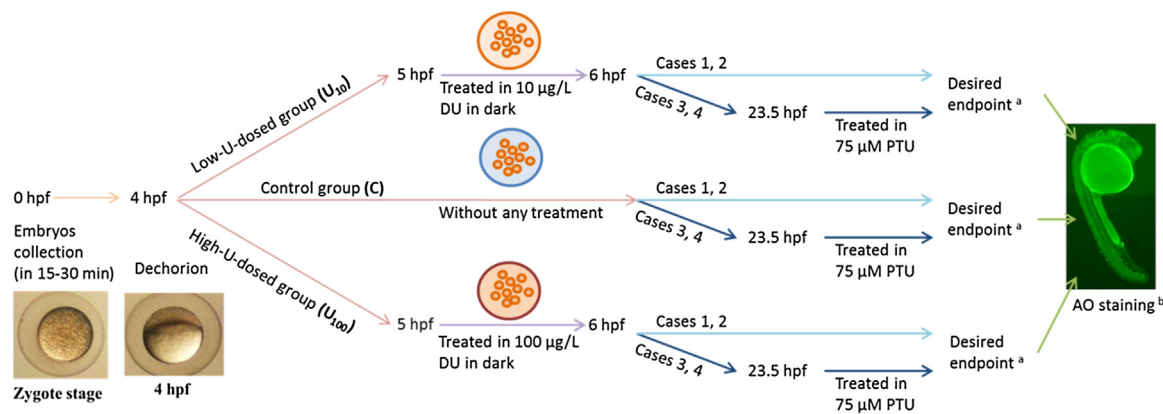 0 hpf
4 hpf
Embryos
collection
(in 15-30 min)
Dechorion
Zygote stage
4 hpf
Low-U-dosed group (U10)
5 hpf
Treated in 10 µg/L
DU in dark
6 hpf
Cases 1, 2
Cases 3, 4
23.5 hpf
Treated in
75 µM PTU
Desired
endpoint a
Control group (C)
Without any treatment
Cases 1, 2
Cases 3, 4
23.5 hpf
Treated in
75 µM PTU
Desired
endpoint a
High-U-dosed group (U100)
5 hpf
Treated in 100 µg/L
DU in dark
6 hpf
Cases 1, 2
Cases 3, 4
23.5 hpf
Treated in
75 µM PTU
Desired
endpoint a
AO staining b